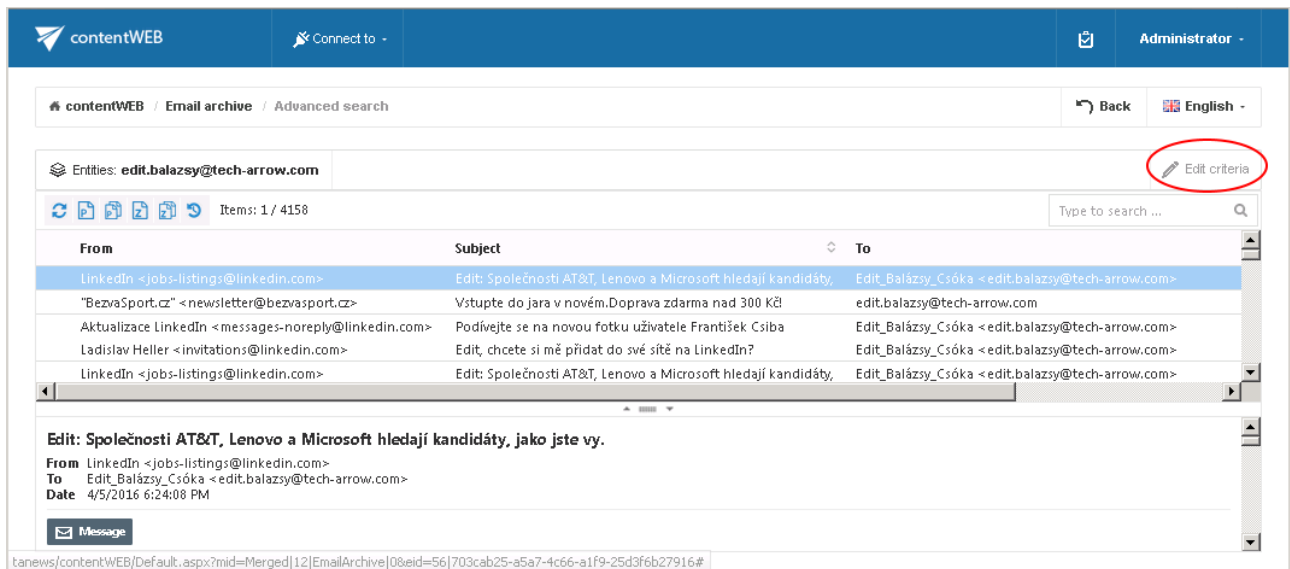 contentWEB Connect to Administrator
contentWEB / Email archive / Advanced search Back English
Entities: edit.balazsy@tech-arrow.com Edit criteria
Items: 1 / 4158 Type to search ...
From Subject To
LinkedIn <jobs-listings@linkedin.com> Edit: Společnosti AT&T, Lenovo a Microsoft hledají kandidáty, Edit_Balázsy_Csóka <edit.balazsy@tech-arrow.com>
"BezvaSport.cz" <newsletter@bezvasport.cz> Vstupte do jara v novém.Doprava zdarma nad 300 Kč! edit.balazsy@tech-arrow.com
Aktualizace LinkedIn <messages-noreply@linkedin.com> Podívejte se na novou fotku uživatele František Csiba Edit_Balázsy_Csóka <edit.balazsy@tech-arrow.com>
Ladislav Heller <invitations@linkedin.com> Edit, chcete si mě přidat do své sítě na LinkedIn? Edit_Balázsy_Csóka <edit.balazsy@tech-arrow.com>
LinkedIn <jobs-listings@linkedin.com> Edit: Společnosti AT&T, Lenovo a Microsoft hledají kandidáty, Edit_Balázsy_Csóka <edit.balazsy@tech-arrow.com>
Edit: Společnosti AT&T, Lenovo a Microsoft hledají kandidáty, jako jste vy.
From LinkedIn <jobs-listings@linkedin.com>
To Edit_Balázsy_Csóka <edit.balazsy@tech-arrow.com>
Date 4/5/2016 6:24:08 PM
Message
tanews/contentWEB/Default.aspx?mid=Merged|12|EmailArchive|0&eid=56|703cab25-a5a7-4c66-a1f9-25d3f6b27916#